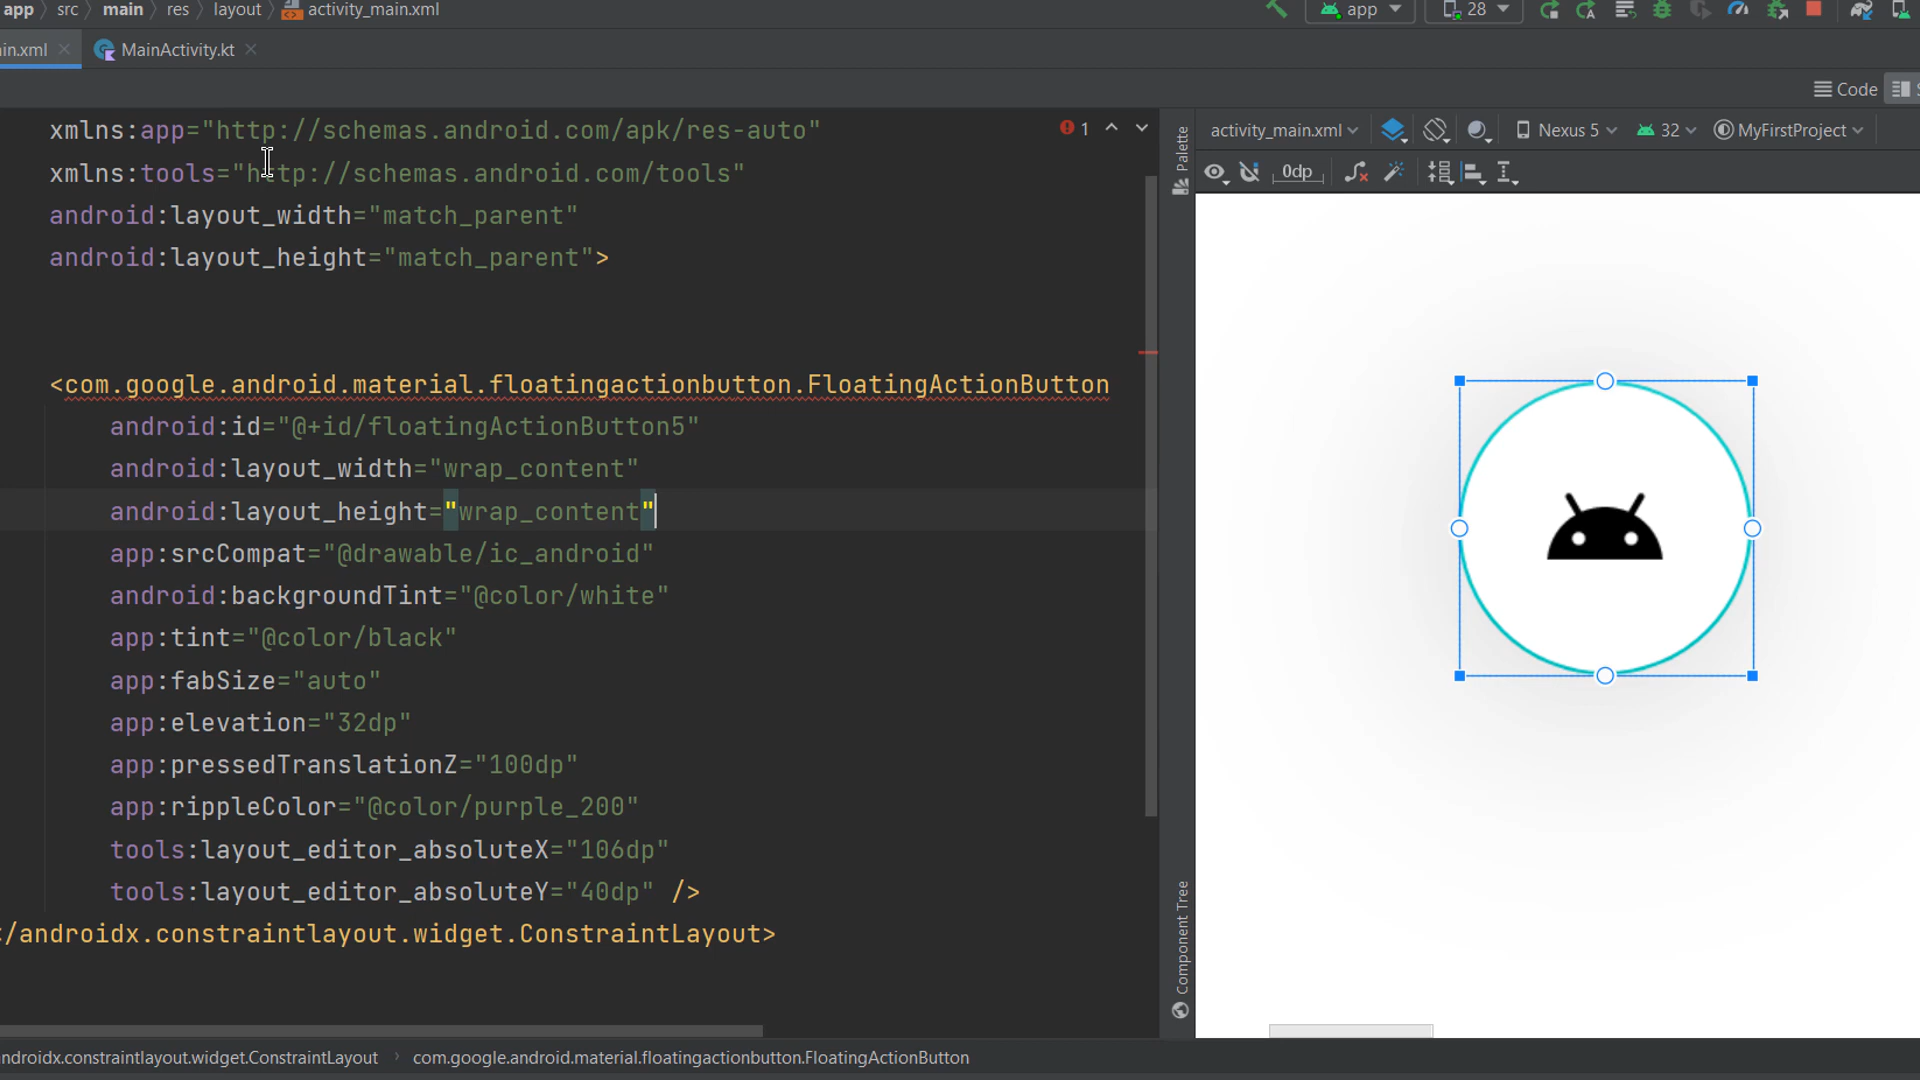 app src main res layout activity_main.xml
app 28
in.xml MainActivity.kt
Code
xmlns:app="http://schemas.android.com/apk/res-auto"
1
activity_main.xml Nexus 5 32 MyFirstProject
xmlns:tools="http://schemas.android.com/tools"
0dp
android:layout_width="match_parent"
android:layout_height="match_parent">
<com.google.android.material.floatingactionbutton.FloatingActionButton
android:id="@+id/floatingActionButton5"
android:layout_width="wrap_content"
android:layout_height="wrap_content"
app:srcCompat="@drawable/ic_android"
android:backgroundTint="@color/white"
app:tint="@color/black"
app:fabSize="auto"
app:elevation="32dp"
app:pressedTranslationZ="100dp"
app:rippleColor="@color/purple_200"
tools:layout_editor_absoluteX="106dp"
tools:layout_editor_absoluteY="40dp" />
</androidx.constraintlayout.widget.ConstraintLayout>
Palette
Component Tree
ndroidx.constraintlayout.widget.ConstraintLayout com.google.android.material.floatingactionbutton.FloatingActionButton